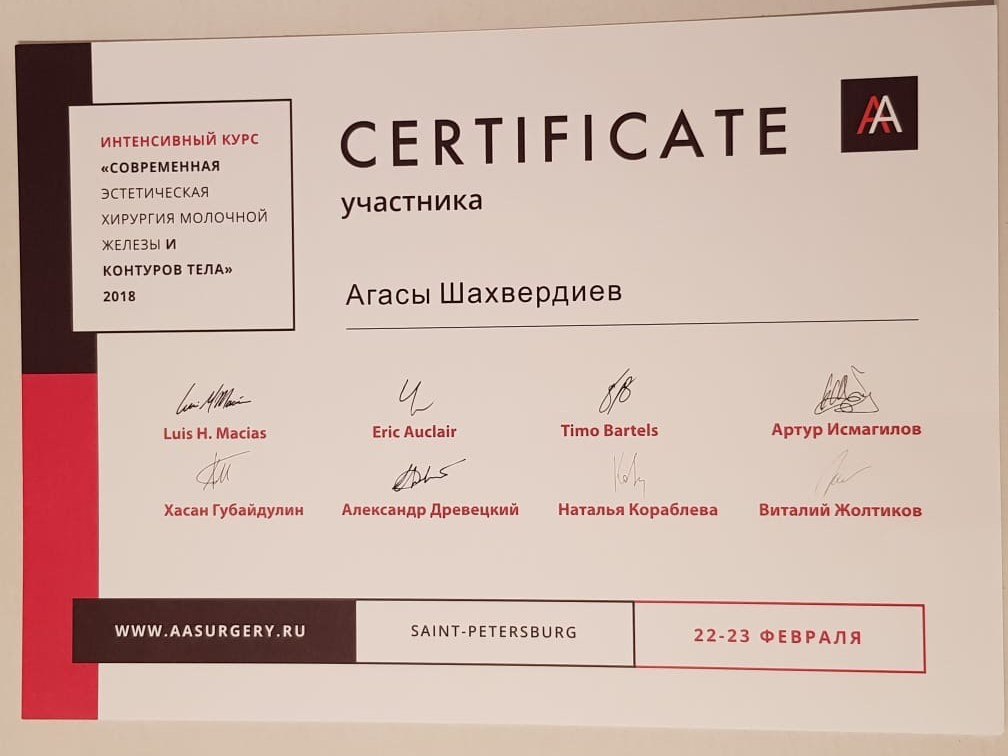 ИНТЕНСИВНЫЙ КУРС
«СОВРЕМЕННАЯ
ЭСТЕТИЧЕСКАЯ
ХИРУРГИЯ МОЛОЧНОЙ
ЖЕЛЕЗЫ И
КОНТУРОВ ТЕЛА»
2018
CERTIFICATE
AA
участника
Агасы Шахвердиев
Luis H. Macias
Eric Auclair
Timo Bartels
Артур Исмагилов
Хасан Губайдулин
Александр Древецкий
Наталья Кораблева
Виталий Жолтиков
WWW.AASURGERY.RU
SAINT-PETERSBURG
22-23 ФЕВРАЛЯ